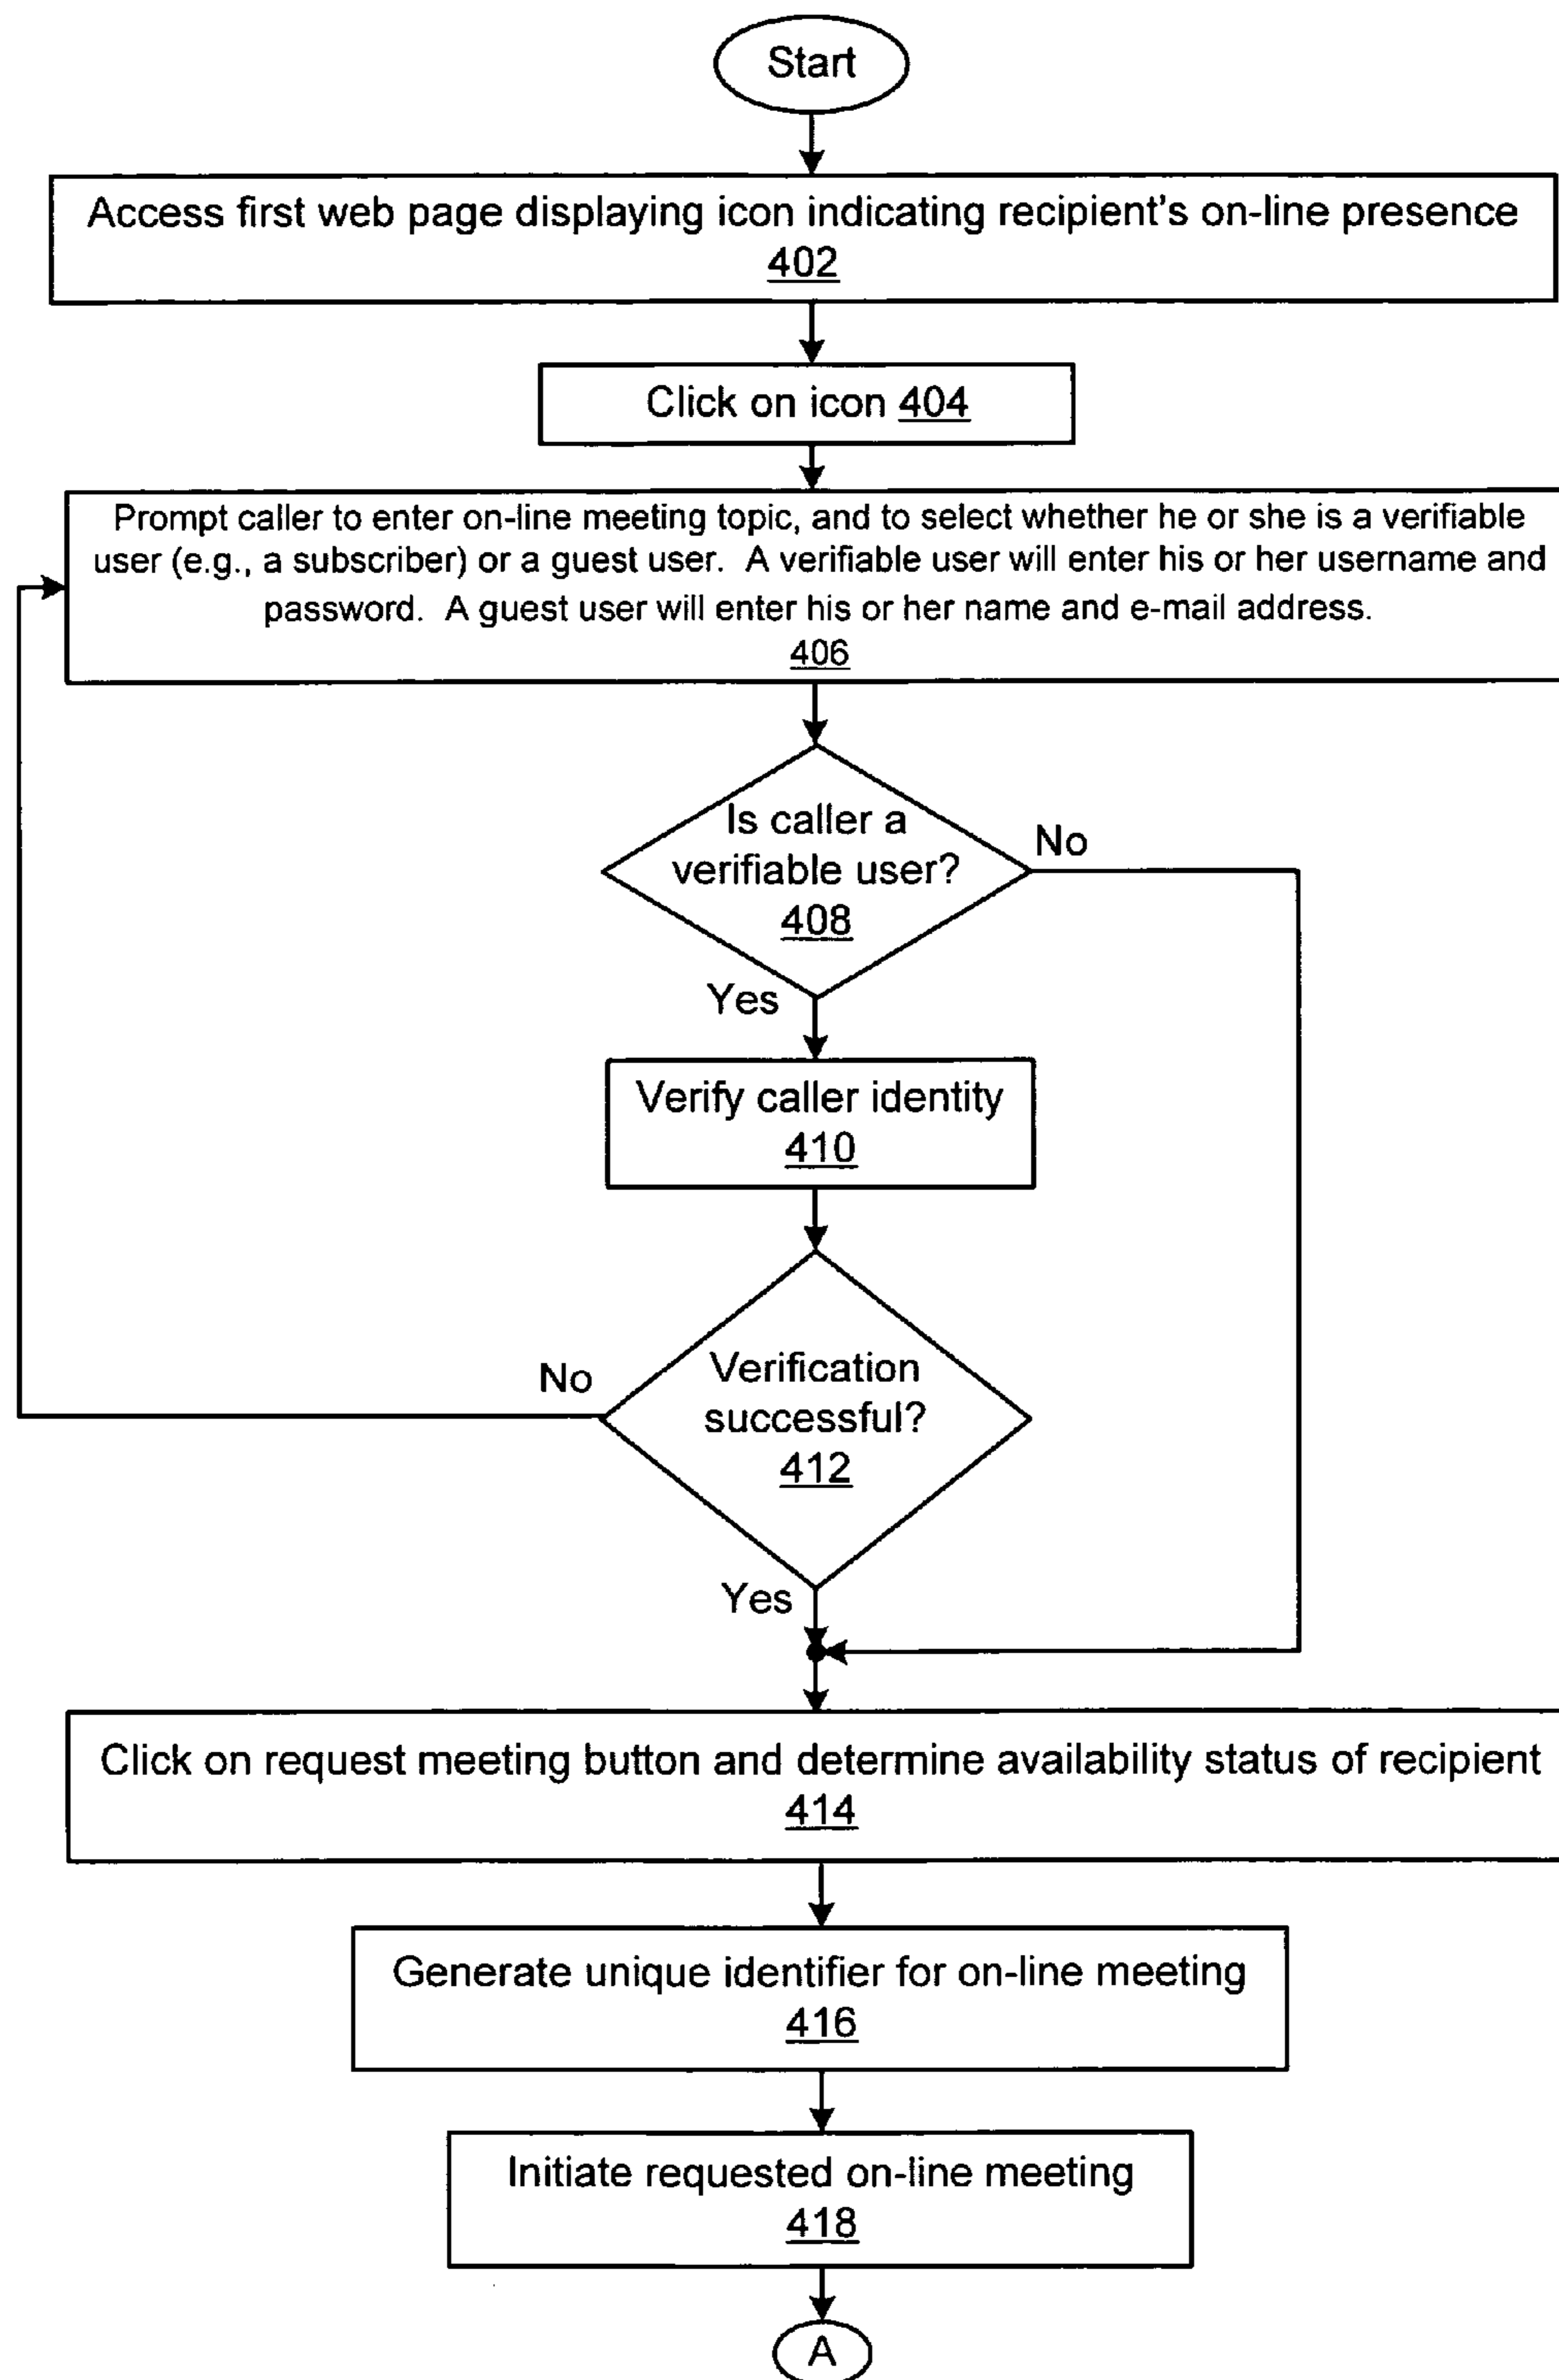 Start
Access first web page displaying icon indicating recipient's on-line presence
402
Click on icon 404
Prompt caller to enter on-line meeting topic, and to select whether he or she is a verifiable
user (e.g., a subscriber) or a guest user. A verifiable user will enter his or her username and
password. A guest user will enter his or her name and e-mail address.
406
Is caller a
verifiable user?
408
No
Yes
Verify caller identity
410
Verification
successful?
412
No
Yes
Click on request meeting button and determine availability status of recipient
414
Generate unique identifier for on-line meeting
416
Initiate requested on-line meeting
418
A